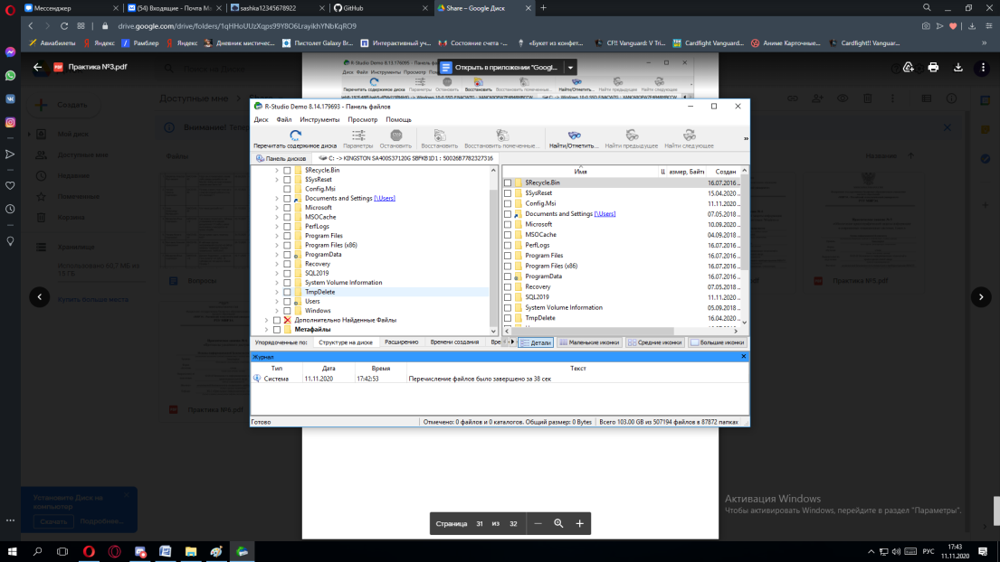 Мессенджер
(54) Входящие - Почта Ma
sashka12345678922
GitHub
Share – Google Диск
drive.google.com/drive/folders/1qHHoUUzXqps99Y8O6LrayikhYNbKqRO9
Авиабилеты
Яндекс
Рамблер
Яндекс
Дневник мистичес...
Пистолет Galaxy Br...
Интерактивный уч...
Состояние счета -...
«Букет из конфет...
CF!! Vanguard: V Tri...
Cardfight Vanguard...
Аниме Карточные...
Cardfight!! Vanguar...
Практика №3.pdf
Открыть в приложении "Googl...
Создать
Доступные мне
Share
Мой диск
Внимание!
Доступные мне
Недавние
Файлы
Название
Помеченные
Корзина
Хранилище
Использовано 60,7 МБ из
15 ГБ
Купить больше места
Вопросы
Практика №5.pdf
Практика №6.pdf
R-Studio Demo 8.14.179693 - Панель файлов
Диск Файл Инструменты Просмотр Помощь
Перечитать содержимое диска Параметры Остановить Восстановить Восстановить помеченные... Найти/Отметить... Найти предыдущее Найти следующее
Панель дисков
C: -> KINGSTON SA400S37120G SBFKB1D1 : 50026B7782327316
$Recycle.Bin
$SysReset
Config.Msi
Documents and Settings [\Users]
Microsoft
MSOCache
PerfLogs
Program Files
Program Files (x86)
ProgramData
Recovery
SQL2019
System Volume Information
TmpDelete
Users
Windows
Дополнительно Найденные Файлы
Метафайлы
Имя Ц азмер, Байты Создан
$Recycle.Bin 16.07.2016 ..
$SysReset 15.04.2020 ..
Config.Msi 11.11.2020 ..
Documents and Settings [\Users] 07.05.2018 ..
Microsoft 10.09.2020 ..
MSOCache 04.09.2018 ..
PerfLogs 16.07.2016 ..
Program Files 16.07.2016 ..
Program Files (x86) 16.07.2016 ..
ProgramData 16.07.2016 ..
Recovery 07.05.2018 ..
SQL2019 11.11.2020 ..
System Volume Information 05.09.2018 ..
TmpDelete 16.04.2020 ..
Упорядоченные по: Структуре на диске Расширению Времени создания Вре
Детали Маленькие иконки Средние иконки Большие иконки
Журнал
Тип Дата Время Текст
Система 11.11.2020 17:42:53 Перечисление файлов было завершено за 38 сек
Готово
Отмечено: 0 файлов и 0 каталогов. Общий размер: 0 Bytes
Всего 103.00 GB из 507194 файлов в 87872 папках
Установите Диск на
компьютер
Скачать
Подробнее...
Активация Windows
Чтобы активировать Windows, перейдите в раздел "Параметры".
Страница 31 из 32
РУС
17:43
11.11.2020